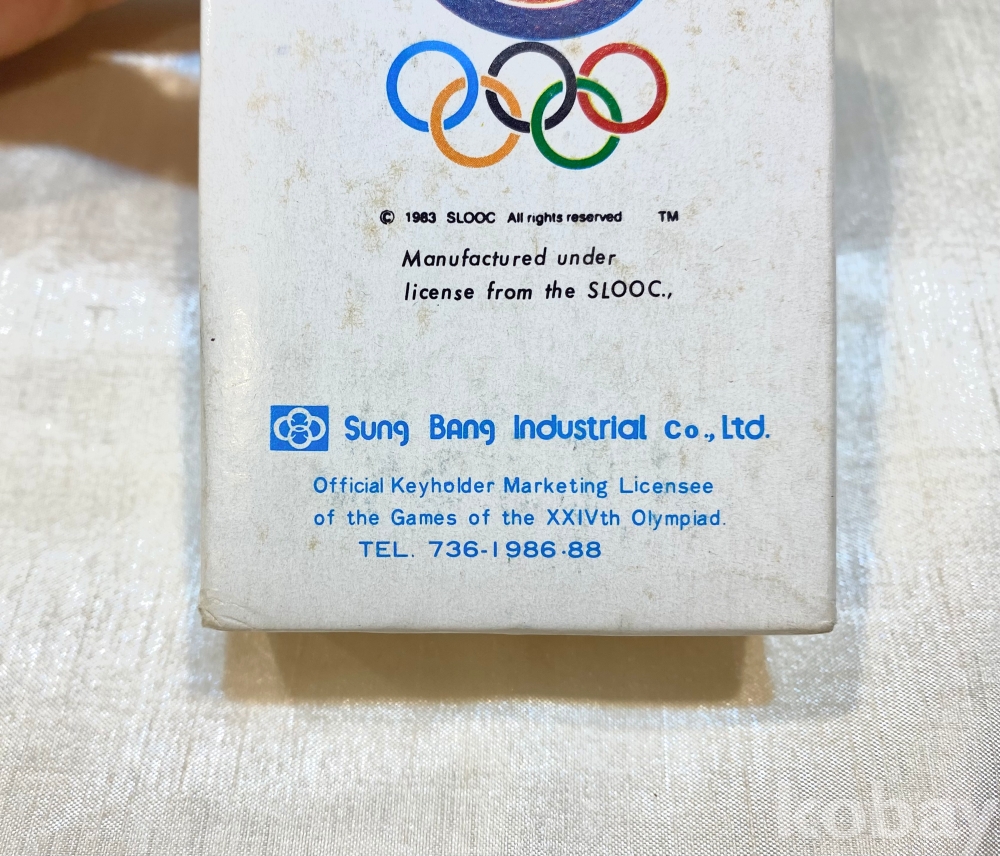 © 1983 SLOOC All rights reserved TM
Manufactured under
license from the SLOOC.,
Sung Bang Industrial Co., Ltd.
Official Keyholder Marketing Licensee
of the Games of the XXIVth Olympiad.
TEL. 736-1986·88
kobay